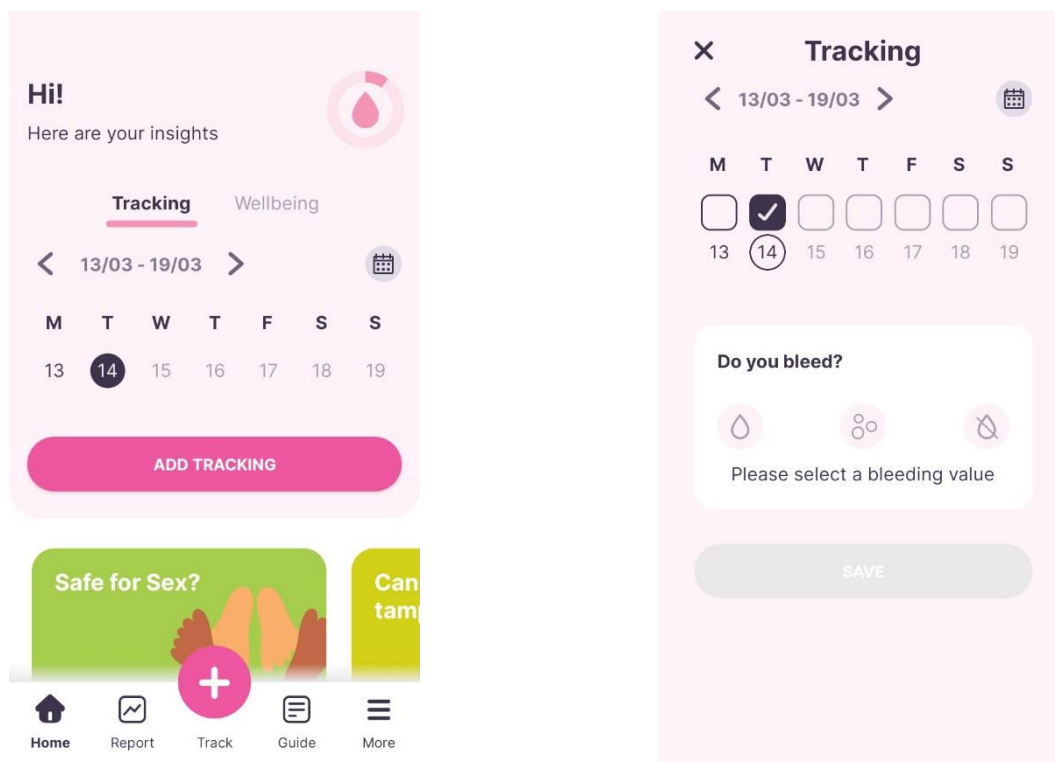 Hi!
Here are your insights
Tracking Wellbeing
13/03 - 19/03
M T W T F S S
13 14 15 16 17 18 19
ADD TRACKING
Safe for Sex?
Can
Home Report Track Guide More
Tracking
13/03 - 19/03
M T W T F S S
13 14 15 16 17 18 19
Do you bleed?
Please select a bleeding value
SAVE